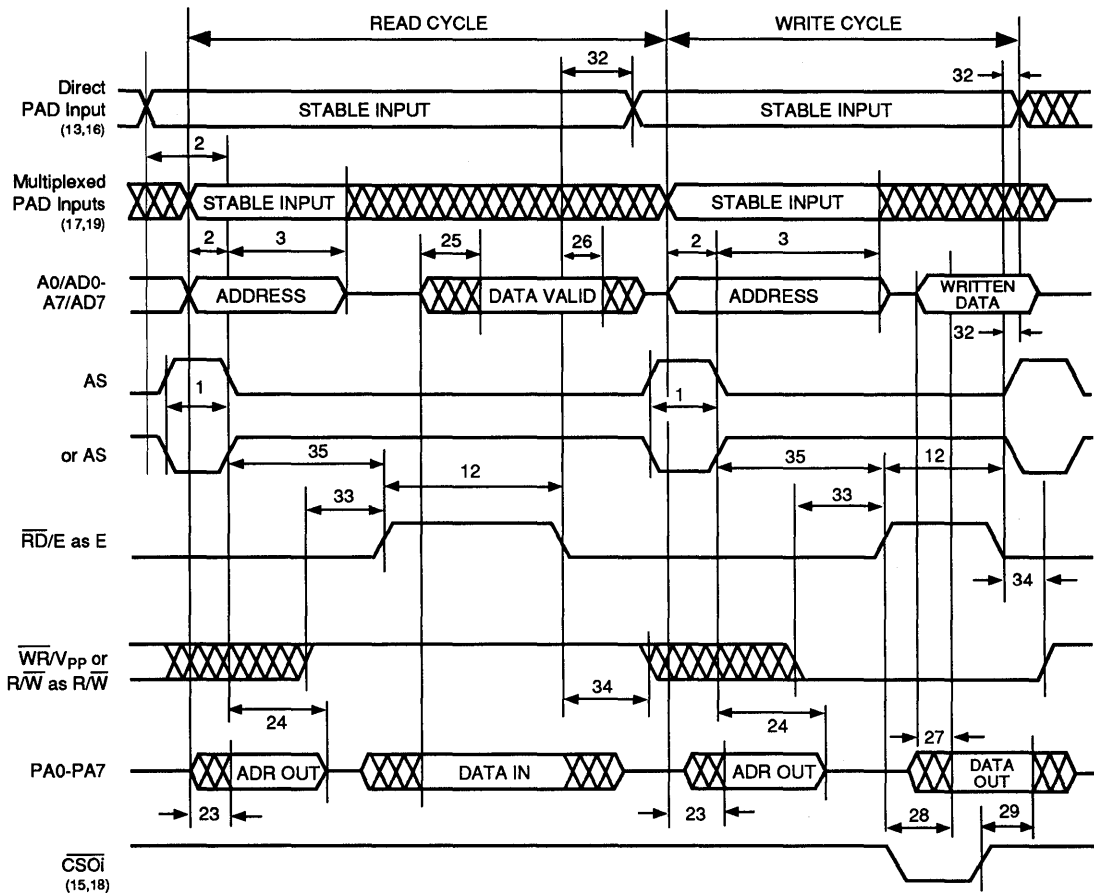 READ CYCLE
WRITE CYCLE
32
32
Direct
PAD Input
(13,16)
STABLE INPUT
STABLE INPUT
2
Multiplexed
PAD Inputs
(17,19)
STABLE INPUT
STABLE INPUT
2
3
25
26
2
3
A0/AD0-
A7/AD7
ADDRESS
DATA VALID
ADDRESS
WRITTEN
DATA
32
AS
1
1
or AS
35
12
35
12
33
33
RD/E as E
34
WR/VPP or
R/W as R/W
34
24
24
27
PA0-PA7
ADR OUT
DATA IN
ADR OUT
DATA
OUT
23
23
28
29
CSOi
(15,18)